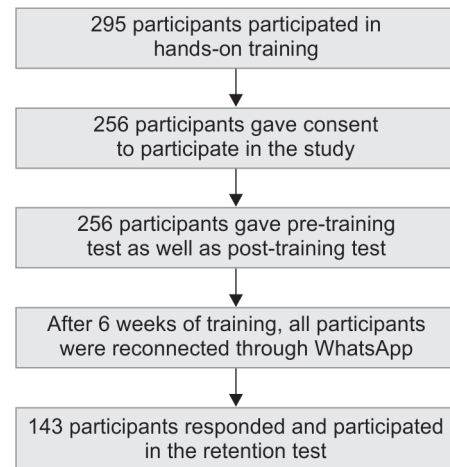 295 participants participated in
hands-on training
256 participants gave consent
to participate in the study
256 participants gave pre-training
test as well as post-training test
After 6 weeks of training, all participants
were reconnected through WhatsApp
143 participants responded and participated
in the retention test